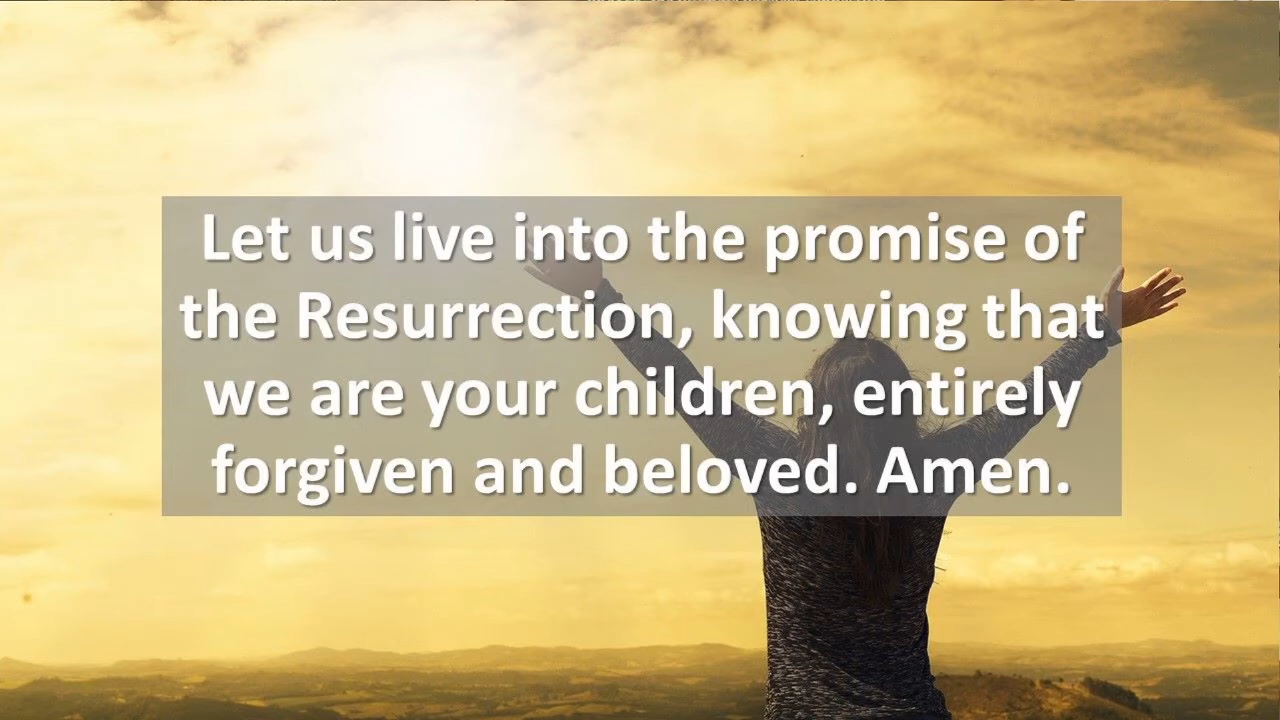 Let us live into the promise of
the Resurrection, knowing that
we are your children, entirely
forgiven and beloved. Amen.